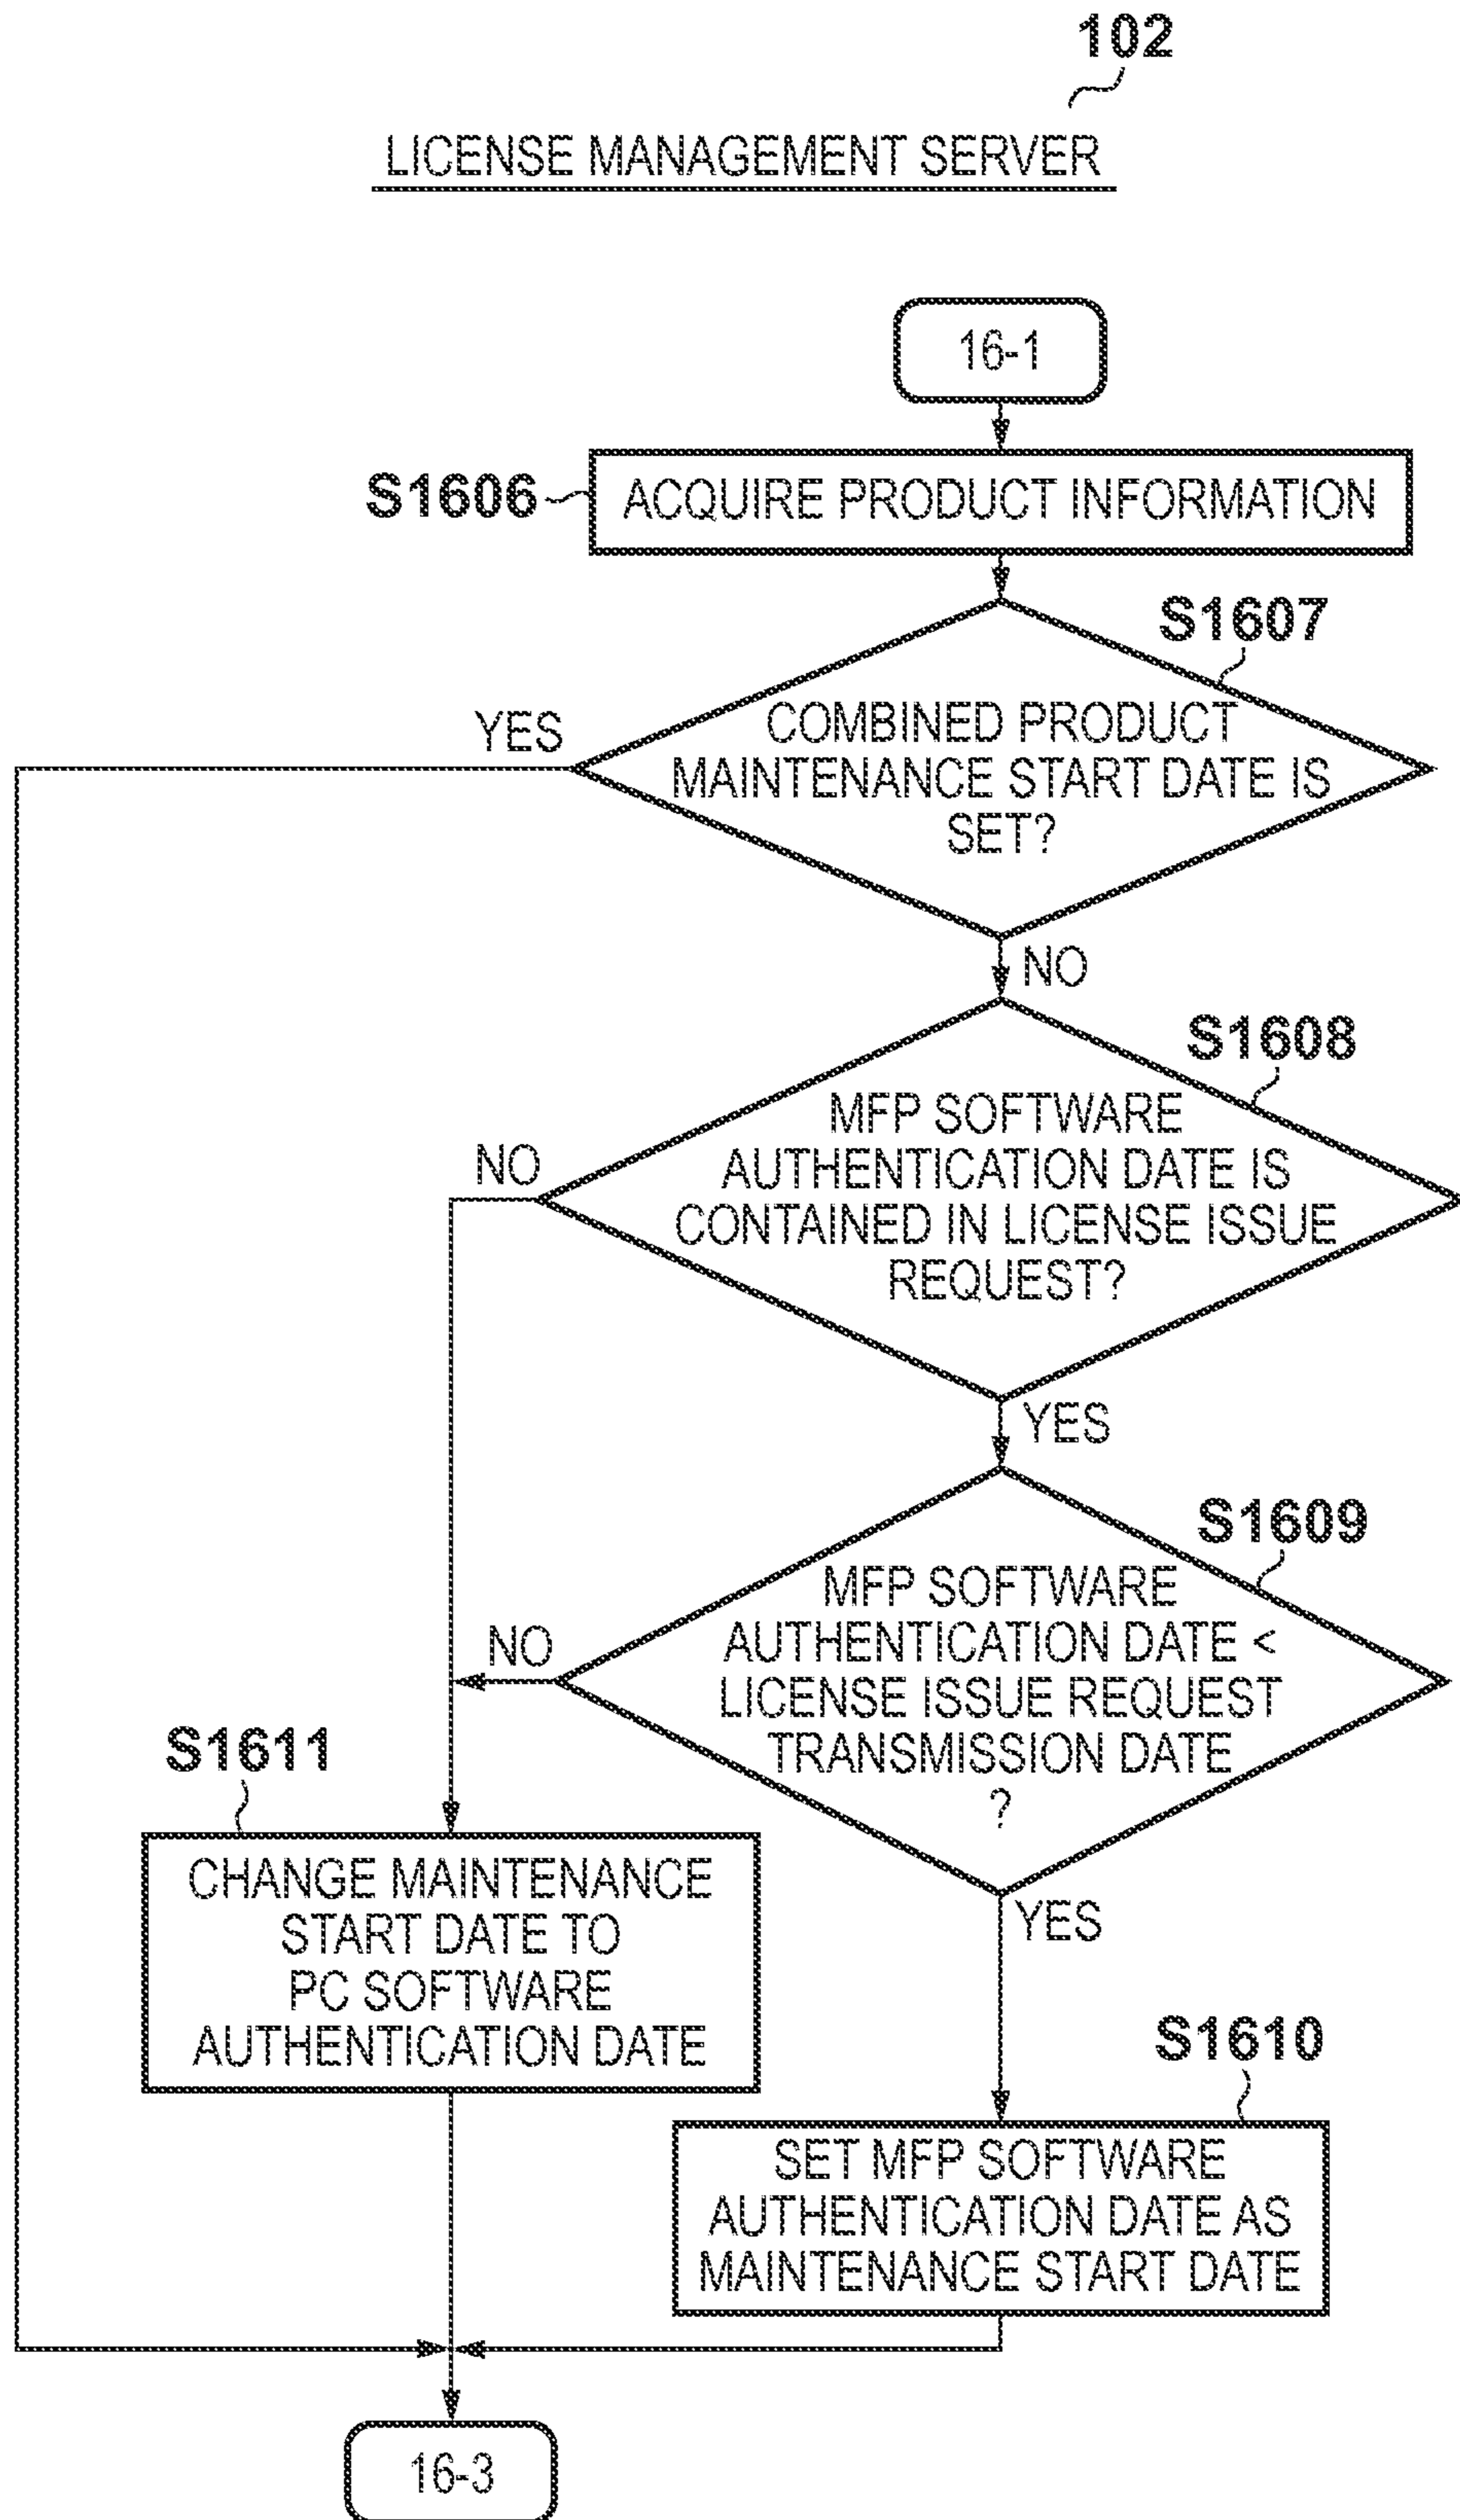 102
LICENSE MANAGEMENT SERVER
16-1
S1606
ACQUIRE PRODUCT INFORMATION
S1607
COMBINED PRODUCT
MAINTENANCE START DATE IS
SET?
YES
NO
S1608
MFP SOFTWARE
AUTHENTICATION DATE IS
CONTAINED IN LICENSE ISSUE
REQUEST?
NO
YES
S1609
MFP SOFTWARE
AUTHENTICATION DATE <
LICENSE ISSUE REQUEST
TRANSMISSION DATE
?
NO
YES
S1611
CHANGE MAINTENANCE
START DATE TO
PC SOFTWARE
AUTHENTICATION DATE
S1610
SET MFP SOFTWARE
AUTHENTICATION DATE AS
MAINTENANCE START DATE
16-3